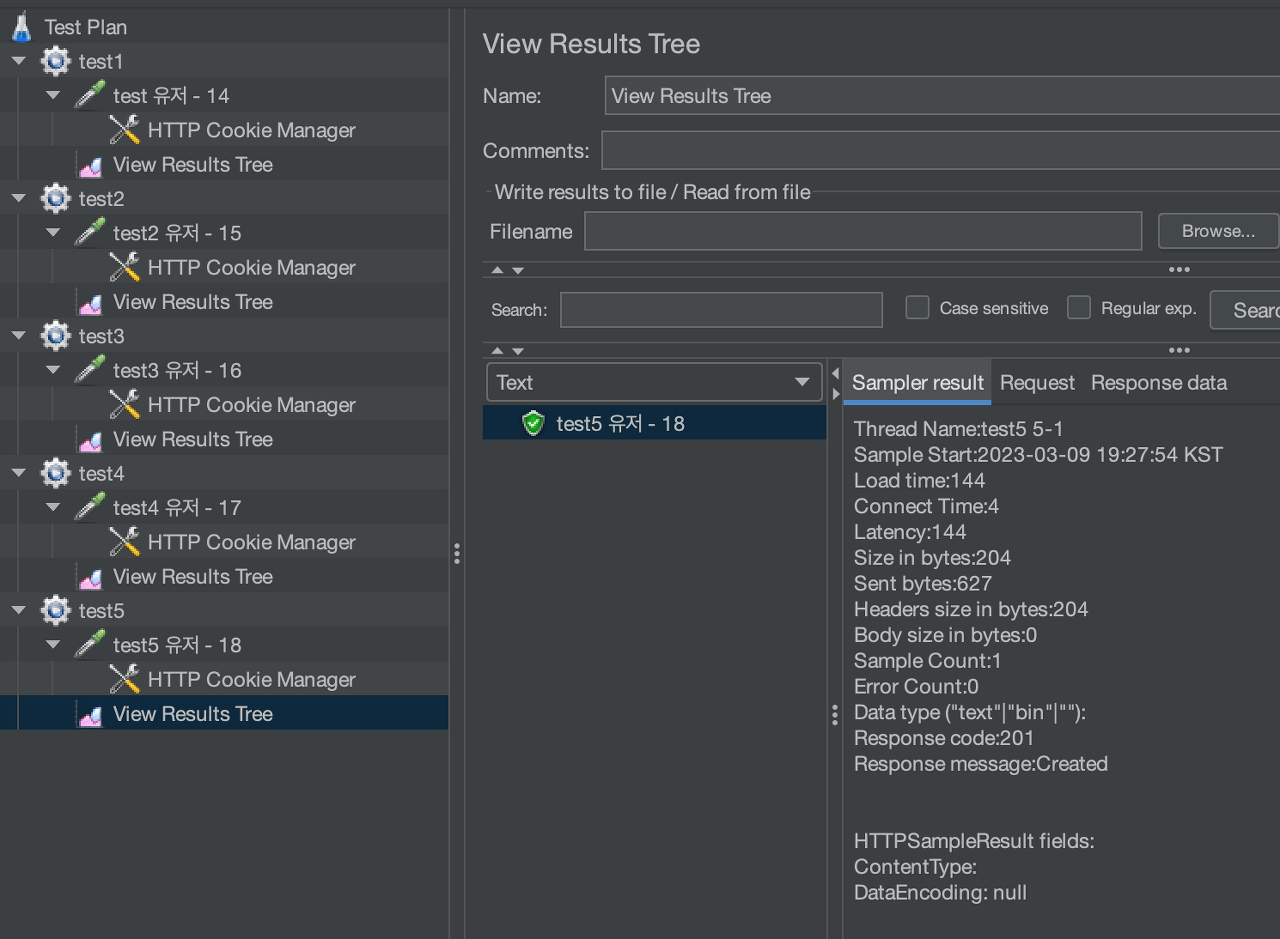 Test Plan
test1
test 유저 - 14
HTTP Cookie Manager
View Results Tree
test2
test2 유저 - 15
HTTP Cookie Manager
View Results Tree
test3
test3 유저 - 16
HTTP Cookie Manager
View Results Tree
test4
test4 유저 - 17
HTTP Cookie Manager
View Results Tree
test5
test5 유저 - 18
HTTP Cookie Manager
View Results Tree
View Results Tree
Name: View Results Tree
Comments:
Write results to file / Read from file
Filename Browse...
Search: Case sensitive Regular exp. Searc
Text
test5 유저 - 18
Sampler result Request Response data
Thread Name:test5 5-1
Sample Start:2023-03-09 19:27:54 KST
Load time:144
Connect Time:4
Latency:144
Size in bytes:204
Sent bytes:627
Headers size in bytes:204
Body size in bytes:0
Sample Count:1
Error Count:0
Data type ("text"|"bin"|""):
Response code:201
Response message:Created
HTTPSampleResult fields:
ContentType:
DataEncoding: null